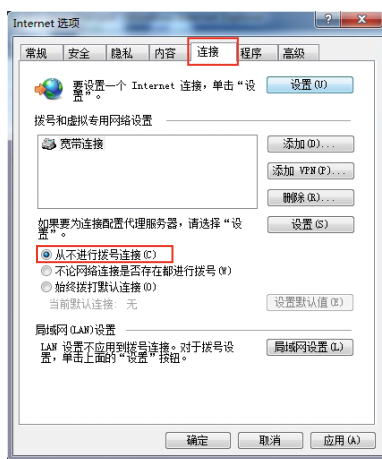 Internet 选项
常规 安全 隐私 内容 连接 程序 高级
要设置一个 Internet 连接，单击“设置”。
设置(U)
拨号和虚拟专用网络设置
宽带连接
添加(D)...
添加 VPN(P)...
删除(R)...
如果要为连接配置代理服务器，请选择“设置”。
设置(S)
从不进行拨号连接(C)
不论网络连接是否存在都进行拨号(W)
始终拨打默认连接(O)
当前默认连接: 无
设置默认值(E)
局域网(LAN)设置
LAN 设置不应用到拨号连接。对于拨号设置，单击上面的“设置”按钮。
局域网设置(L)
确定 取消 应用(A)